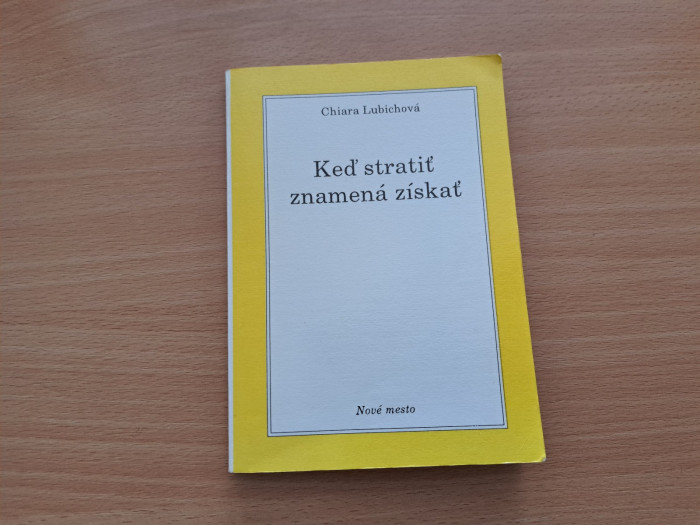 Chiara Lubichová
Keď stratiť
znamená získať
Nové mesto